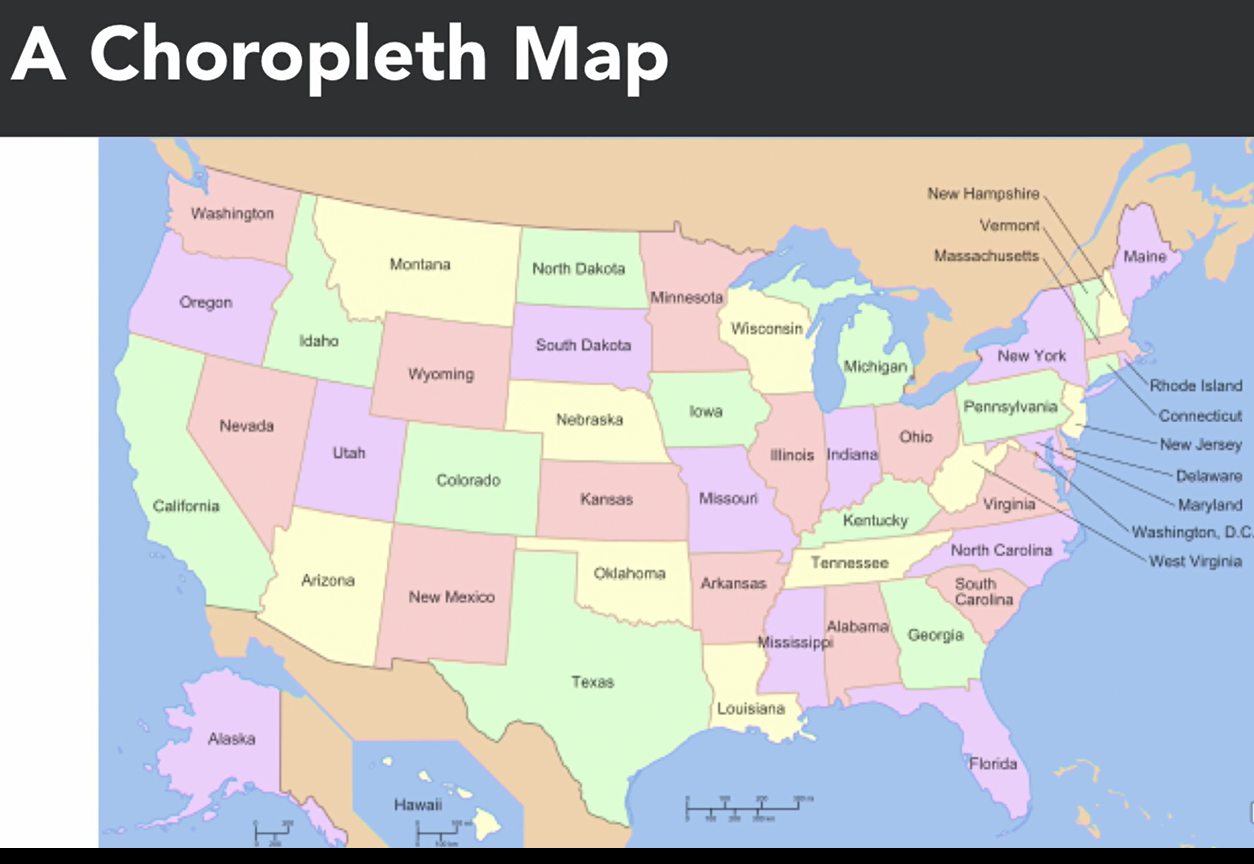 A Choropleth Map
New Hampshire
Vermont
Massachusetts
Washington
Montana
North Dakota
Minnesota
Maine
Oregon
Idaho
Wyoming
South Dakota
Wisconsin
Michigan
New York
Rhode Island
Connecticut
New Jersey
Delaware
Maryland
Washington, D.C.
West Virginia
Nevada
Utah
Colorado
Nebraska
Iowa
Illinois
Indiana
Ohio
Pennsylvania
California
Kansas
Missouri
Kentucky
Virginia
Arizona
New Mexico
Oklahoma
Arkansas
Tennessee
North Carolina
South
Carolina
Texas
Louisiana
Mississippi
Alabama
Georgia
Florida
Alaska
Hawaii